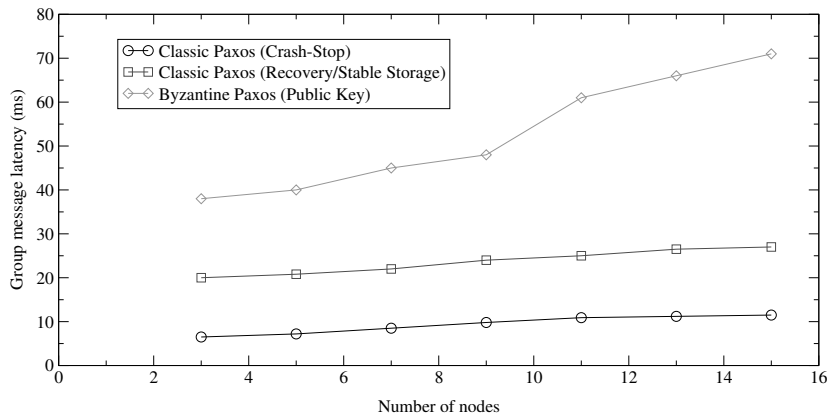 80
70
60
50
40
30
20
10
0
Group message latency (ms)
Classic Paxos (Crash-Stop)
Classic Paxos (Recovery/Stable Storage)
Byzantine Paxos (Public Key)
0 2 4 6 8 10 12 14 16
Number of nodes